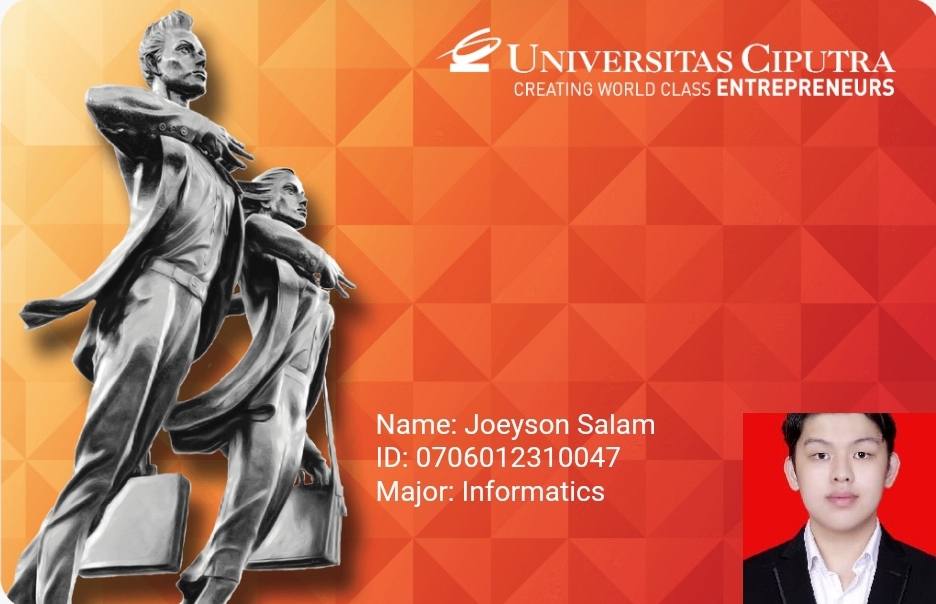 UNIVERSITAS CIPUTRA
CREATING WORLD CLASS ENTREPRENEURS
Name: Joeyson Salam
ID: 0706012310047
Major: Informatics